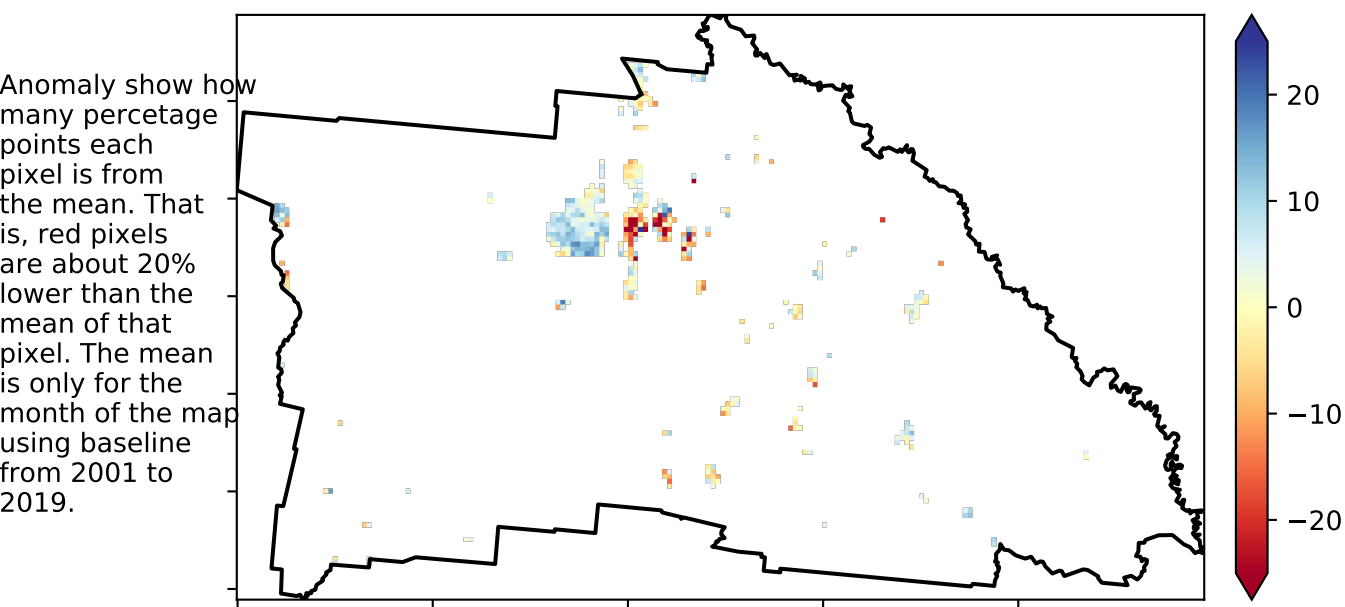 Anomaly show how
many percetage
points each
pixel is from
the mean. That
is, red pixels
are about 20%
lower than the
mean of that
pixel. The mean
is only for the
month of the map
using baseline
from 2001 to
2019.
20
10
0
−10
−20